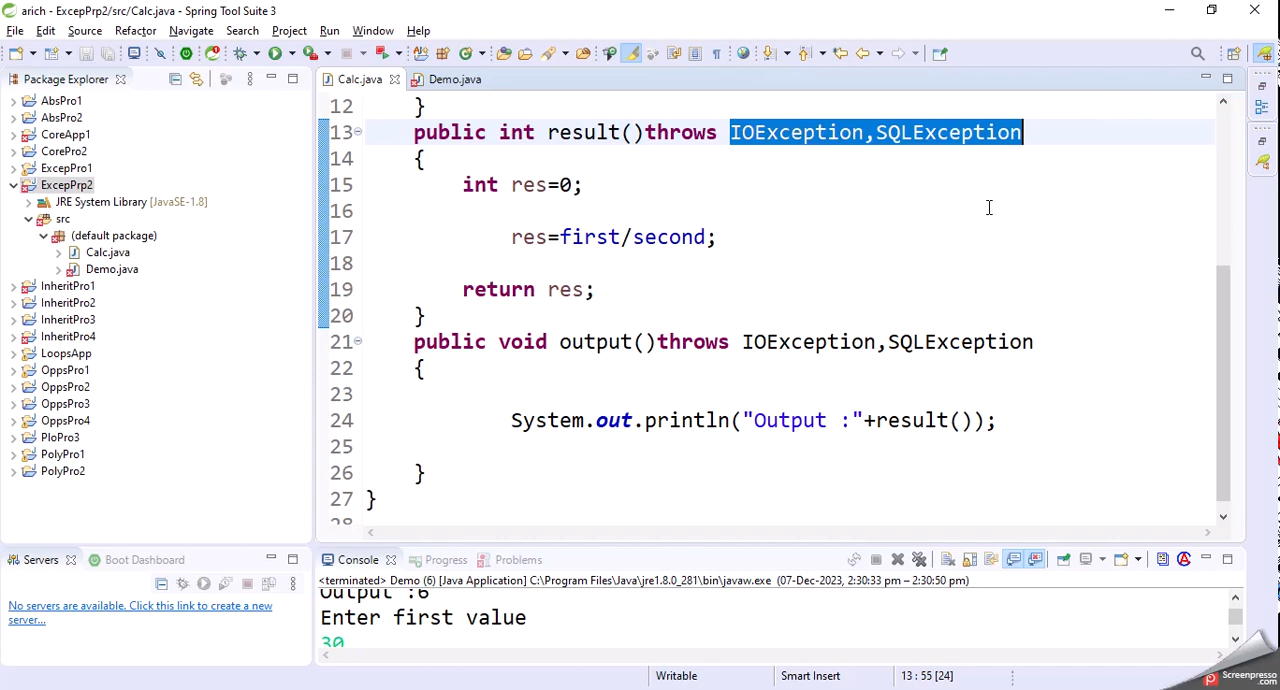 arich - ExcepPrp2/src/Calc.java - Spring Tool Suite 3
File Edit Source Refactor Navigate Search Project Run Window Help
Package Explorer
Calc.java
Demo.java
AbsPro1
AbsPro2
CoreApp1
CorePro2
ExcepPro1
ExcepPrp2
JRE System Library [JavaSE-1.8]
src
(default package)
Calc.java
Demo.java
InheritPro1
InheritPro2
InheritPro3
InheritPro4
LoopsApp
OppsPro1
OppsPro2
OppsPro3
OppsPro4
PloPro3
PolyPro1
PolyPro2
12 }
13 public int result()throws IOException,SQLException
14 {
15 int res=0;
16
17 res=first/second;
18
19 return res;
20 }
21 public void output()throws IOException,SQLException
22 {
23
24 System.out.println("Output :"+result());
25
26 }
27 }
28
Servers
Boot Dashboard
No servers are available. Click this link to create a new
server...
Console
Progress
Problems
<terminated> Demo (6) [Java Application] C:\Program Files\Java\jre1.8.0_281\bin\javaw.exe (07-Dec-2023, 2:30:33 pm – 2:30:50 pm)
Output :6
Enter first value
30
Writable
Smart Insert
13 : 55 [24]
Screenpresso
.com